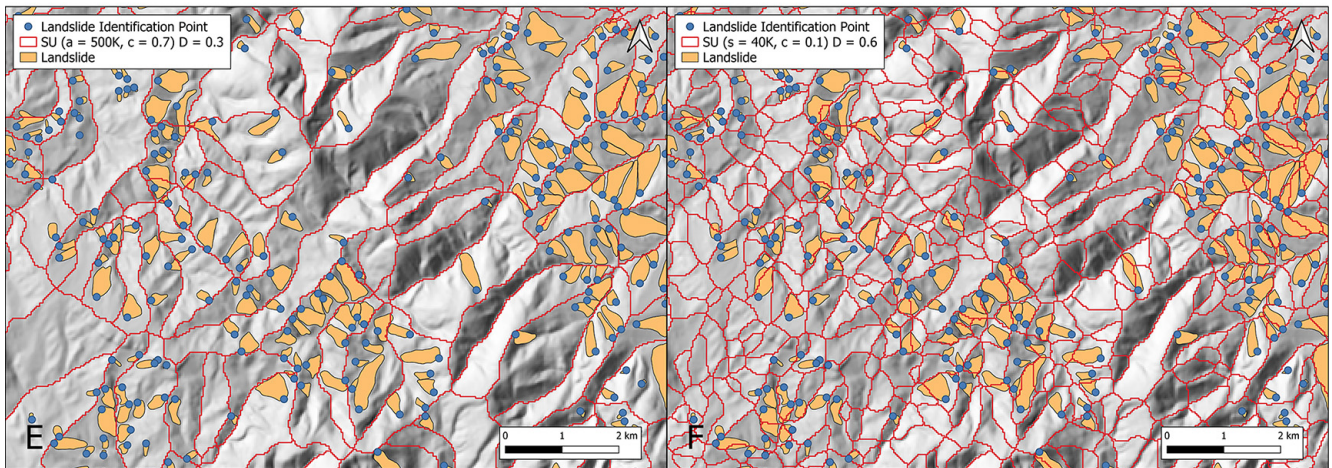 Landslide Identification Point
SU (a = 500K, c = 0.7) D = 0.3
Landslide
E
0 1 2 km
Landslide Identification Point
SU (s = 40K, c = 0.1) D = 0.6
Landslide
F
0 1 2 km